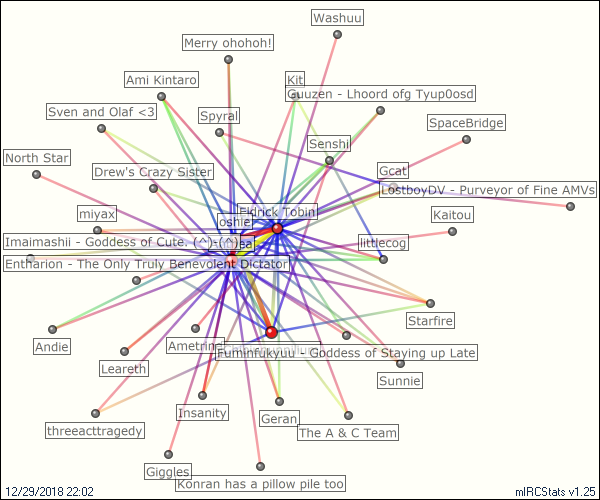 Washuu
Merry ohohoh!
Ami Kintaro
Kit
Guuzen - Lhoord ofg Tyup0osd
Sven and Olaf <3
Spyral
SpaceBridge
Senshi
North Star
Drew's Crazy Sister
Gcat
LostboyDV - Purveyor of Fine AMVs
miyax
Eldrick Tobin
oshie
Kaitou
Imaimashii - Goddess of Cute. (^)-(^)
littlecog
Entharion - The Only Truly Benevolent Dictator
Starfire
Andie
Ametrine
Fuminfukyuu - Goddess of Staying up Late
Leareth
Sunnie
Insanity
Geran
threeacttragedy
The A & C Team
Giggles
Konran has a pillow pile too
12/29/2018 22:02
mIRCStats v1.25